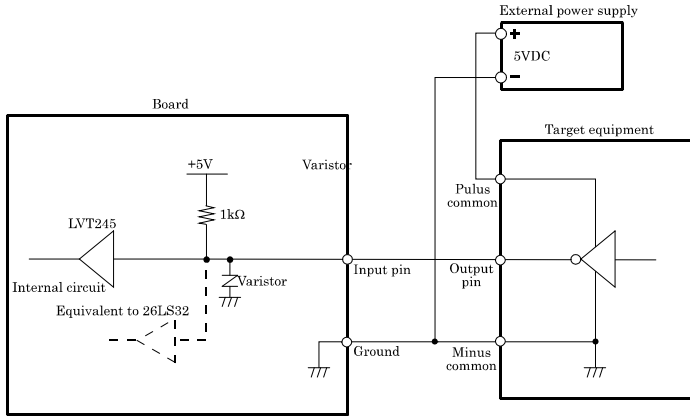 External power supply
+
5VDC
−
Board
Target equipment
+5V
Varistor
Pulus
common
1kΩ
LVT245
Input pin
Output
pin
Internal circuit
Varistor
Equivalent to 26LS32
Ground
Minus
common